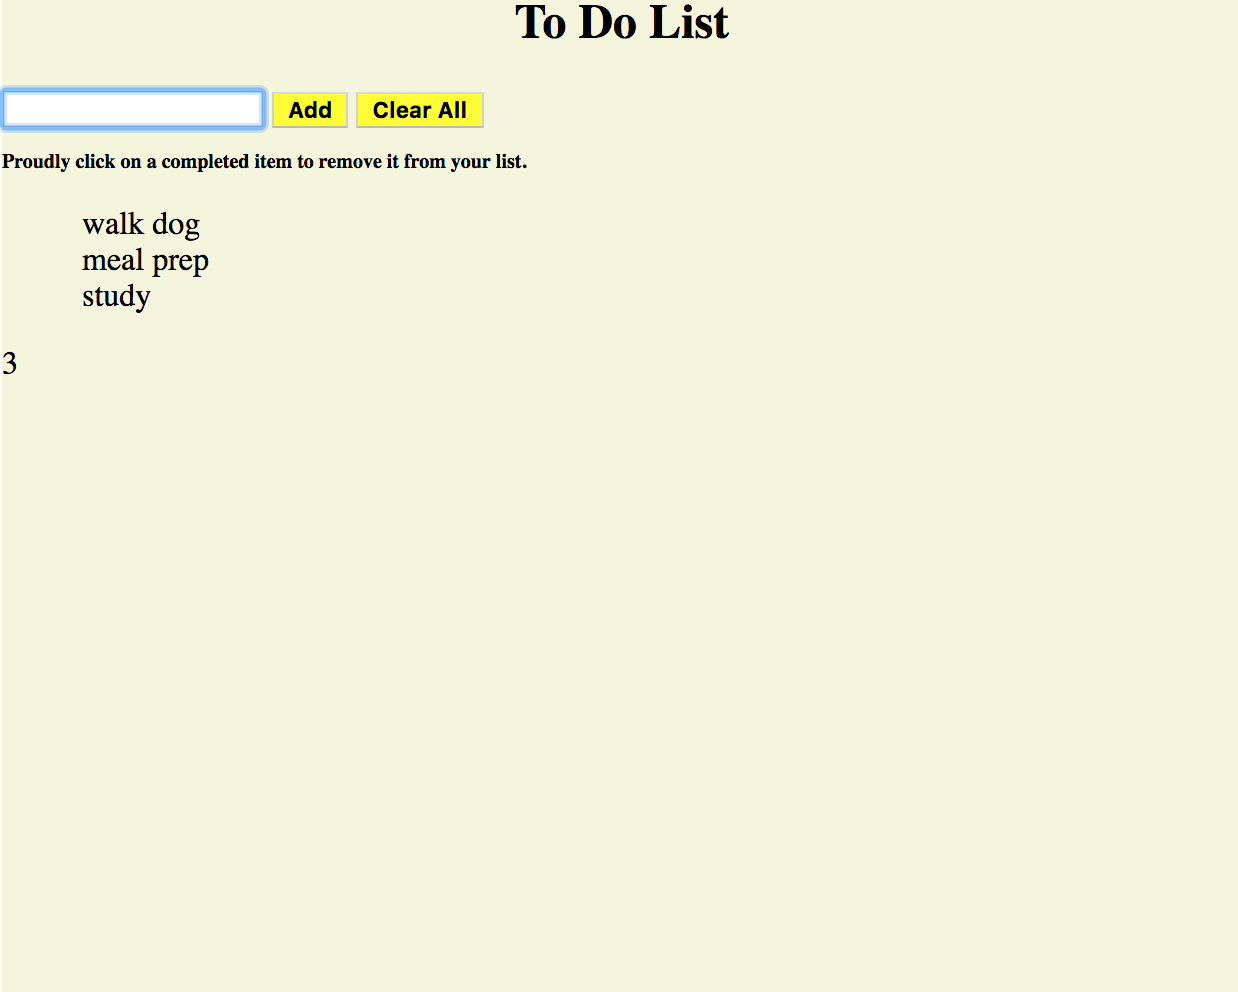 To Do List
Add Clear All
Proudly click on a completed item to remove it from your list.
walk dog
meal prep
study
3